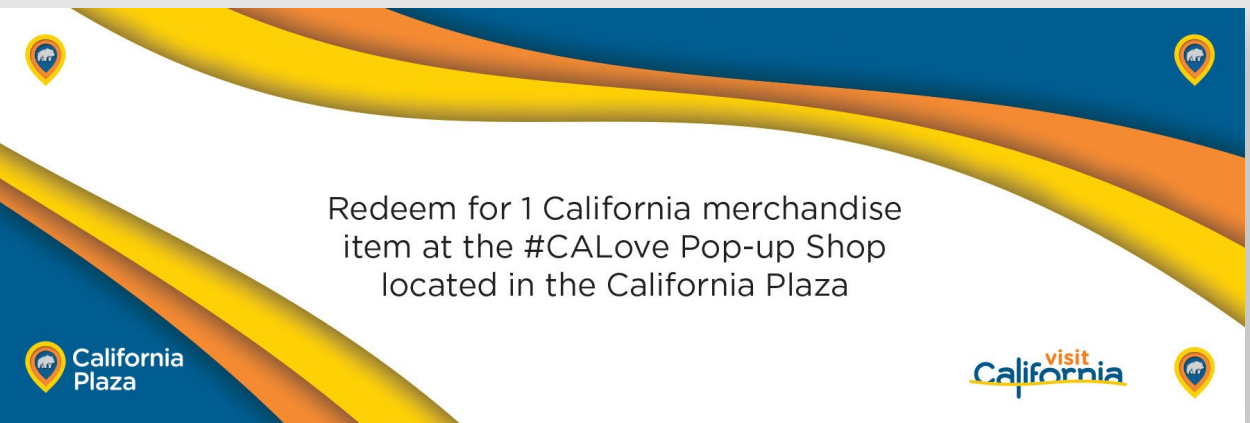 Redeem for 1 California merchandise
item at the #CALove Pop-up Shop
located in the California Plaza
California
Plaza
visit
California